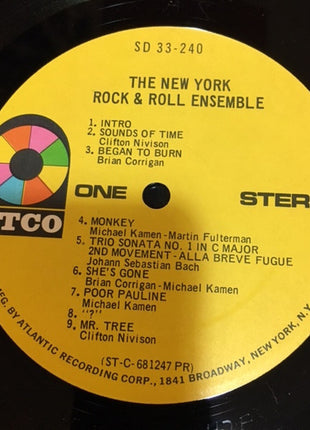 SD 33-240
THE NEW YORK
ROCK & ROLL ENSEMBLE
1. INTRO
2. SOUNDS OF TIME
Clifton Nivison
3. BEGAN TO BURN
Brian Corrigan
TCO
ONE
STER
4. MONKEY
Michael Kamen-Martin Fulterman
5. TRIO SONATA NO. 1 IN C MAJOR
2ND MOVEMENT-ALLA BREVE FUGUE
Johann Sebastian Bach
6. SHE'S GONE
Brian Corrigan-Michael Kamen
7. POOR PAULINE
Michael Kamen
8. "?"
9. MR. TREE
Clifton Nivison
(ST-C-681247 PR)
MFG. BY ATLANTIC RECORDING CORP., 1841 BROADWAY, NEW YORK, N.Y.